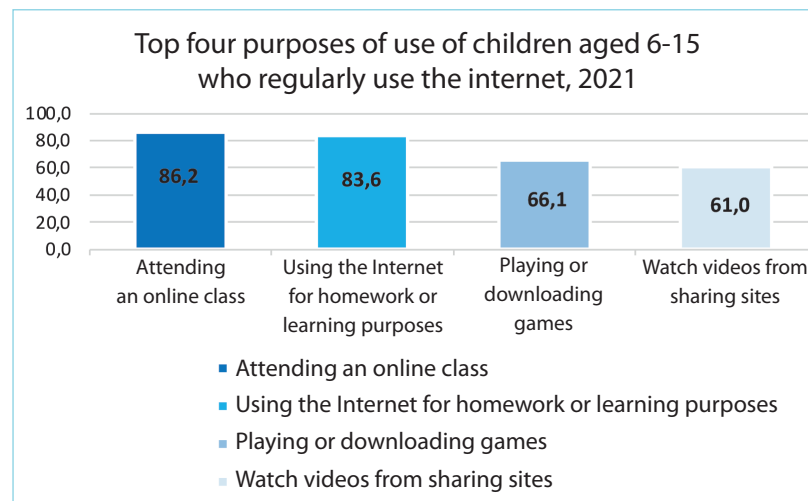 Top four purposes of use of children aged 6-15
who regularly use the internet, 2021
100,0
80,0
60,0
40,0
20,0
0,0
86,2
83,6
66,1
61,0
Attending
an online class
Using the Internet
for homework or
learning purposes
Playing or
downloading
games
Watch videos from
sharing sites
Attending an online class
Using the Internet for homework or learning purposes
Playing or downloading games
Watch videos from sharing sites